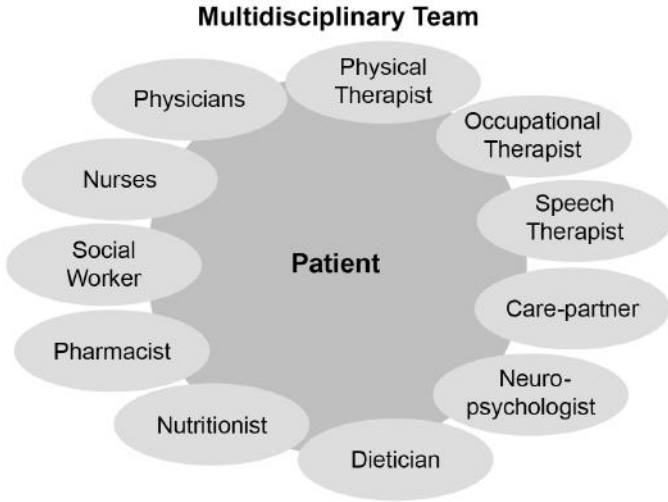 Multidisciplinary Team
Physical
Therapist
Physicians
Occupational
Therapist
Nurses
Speech
Therapist
Social
Worker
Patient
Care-partner
Pharmacist
Neuro-
psychologist
Nutritionist
Dietician